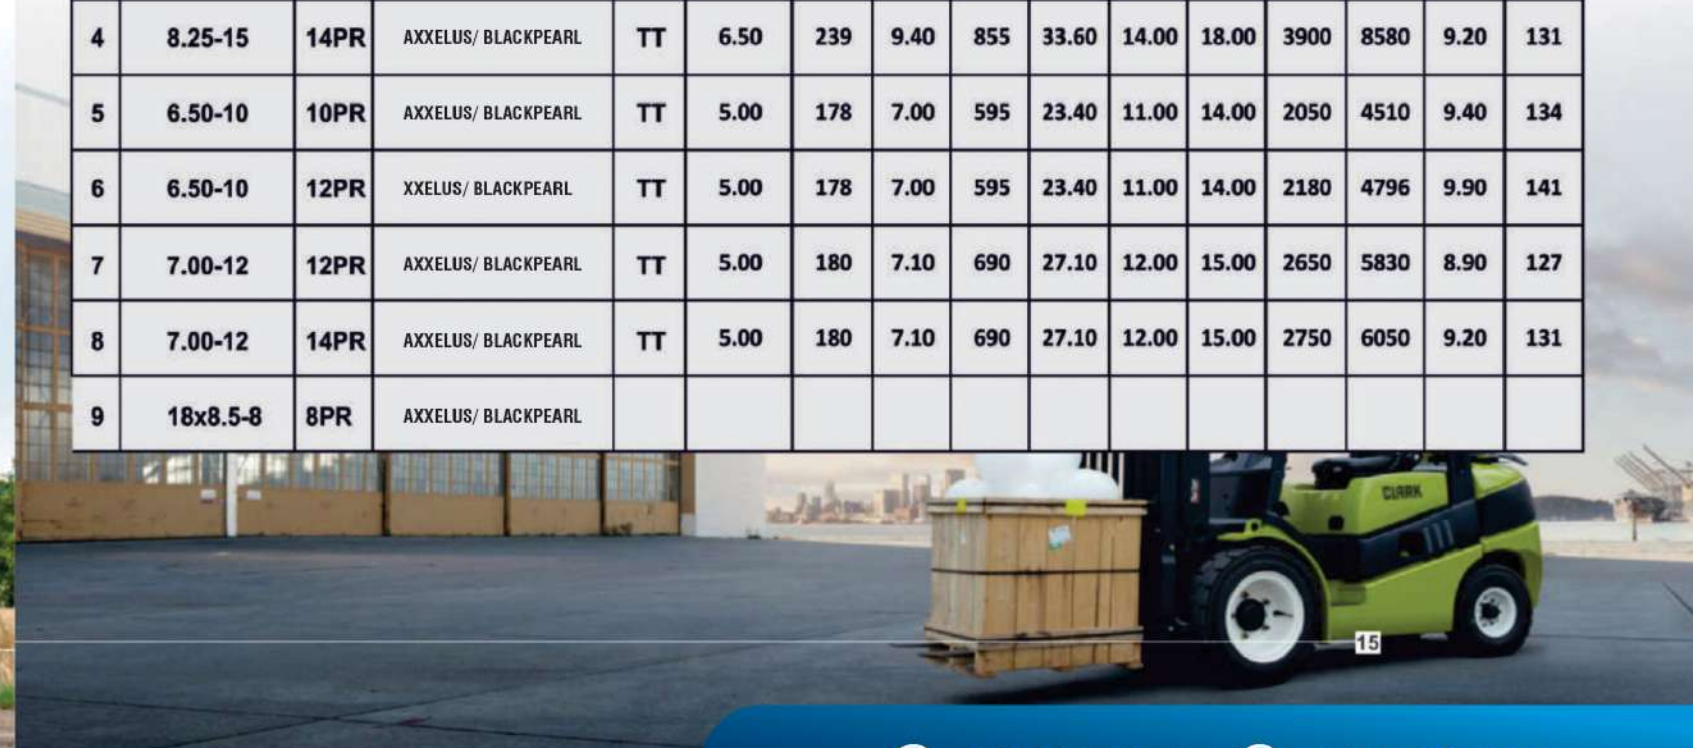 4 8.25-15 14PR AXXELUS/ BLACKPEARL TT 6.50 239 9.40 855 33.60 14.00 18.00 3900 8580 9.20 131
5 6.50-10 10PR AXXELUS/ BLACKPEARL TT 5.00 178 7.00 595 23.40 11.00 14.00 2050 4510 9.40 134
6 6.50-10 12PR XXELUS/ BLACKPEARL TT 5.00 178 7.00 595 23.40 11.00 14.00 2180 4796 9.90 141
7 7.00-12 12PR AXXELUS/ BLACKPEARL TT 5.00 180 7.10 690 27.10 12.00 15.00 2650 5830 8.90 127
8 7.00-12 14PR AXXELUS/ BLACKPEARL TT 5.00 180 7.10 690 27.10 12.00 15.00 2750 6050 9.20 131
9 18x8.5-8 8PR AXXELUS/ BLACKPEARL
CLARK
15